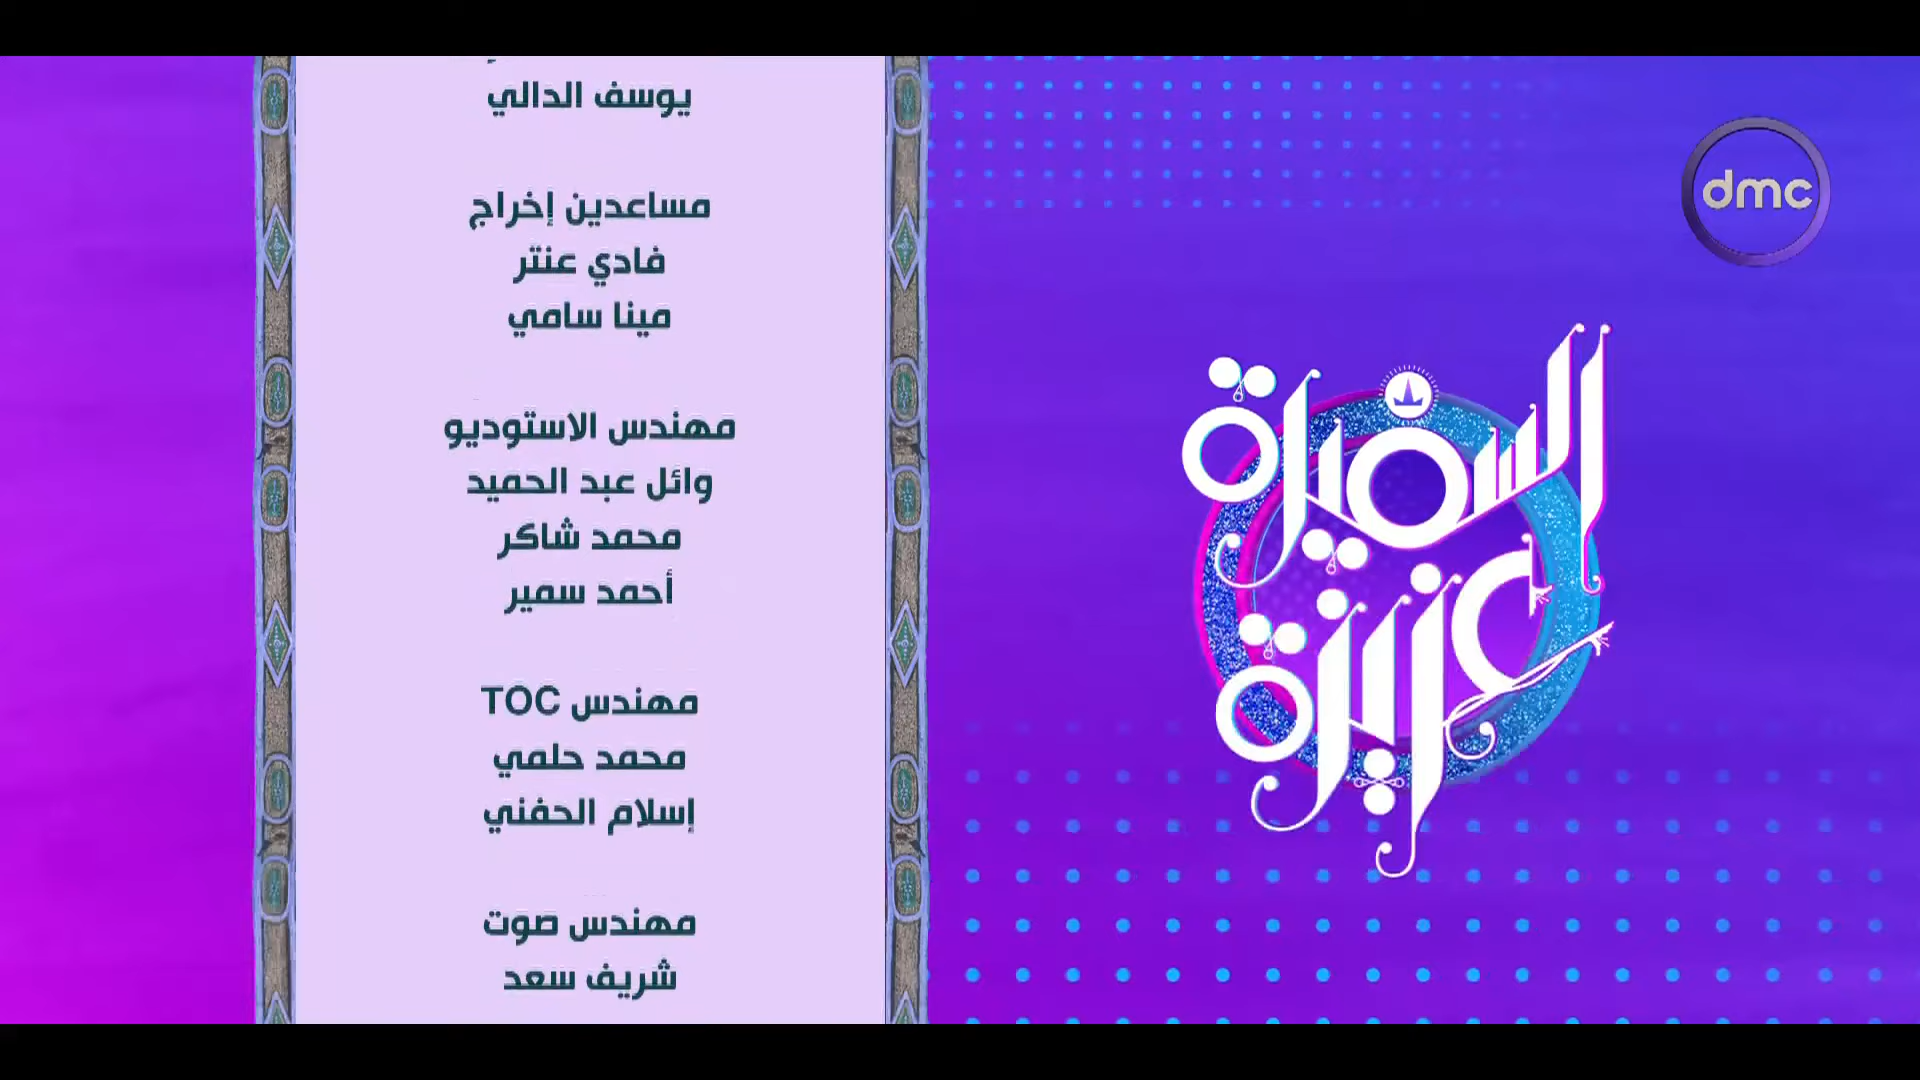 يوسف الدالي
مساعدين إخراج
فادي عنتر
مينا سامي
مهندس الاستوديو
وائل عبد الحميد
محمد شاكر
أحمد سمير
مهندس TOC
محمد حلمي
إسلام الحفني
مهندس صوت
شريف سعد
dmc
السفيرة
عزيزة